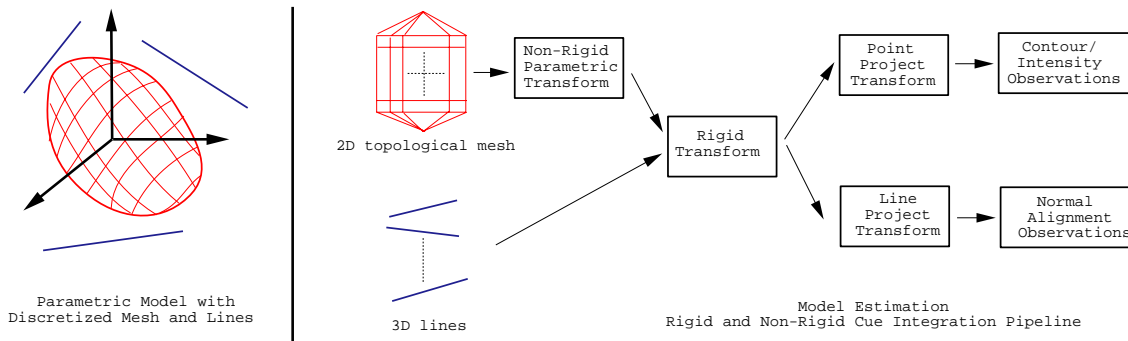 Parametric Model with
Discretized Mesh and Lines
2D topological mesh
3D lines
Non-Rigid
Parametric
Transform
Rigid
Transform
Point
Project
Transform
Contour/
Intensity
Observations
Line
Project
Transform
Normal
Alignment
Observations
Model Estimation
Rigid and Non-Rigid Cue Integration Pipeline